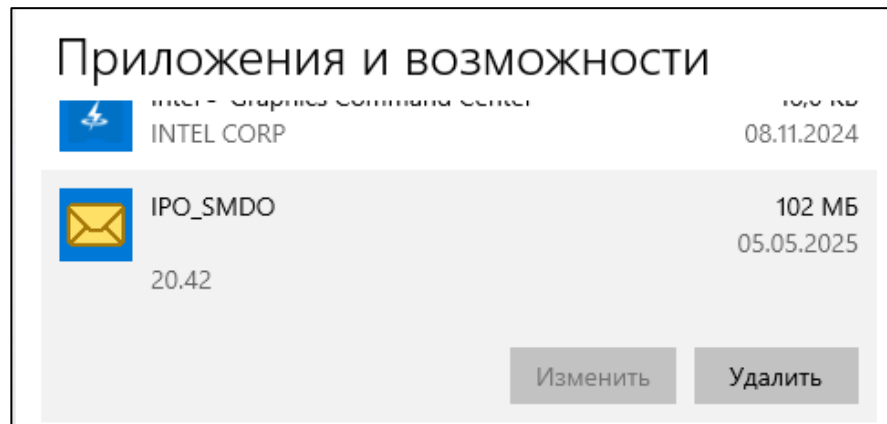 Приложения и возможности
INTEL CORP 08.11.2024
IPO_SMDO 102 МБ
05.05.2025
20.42
Изменить Удалить